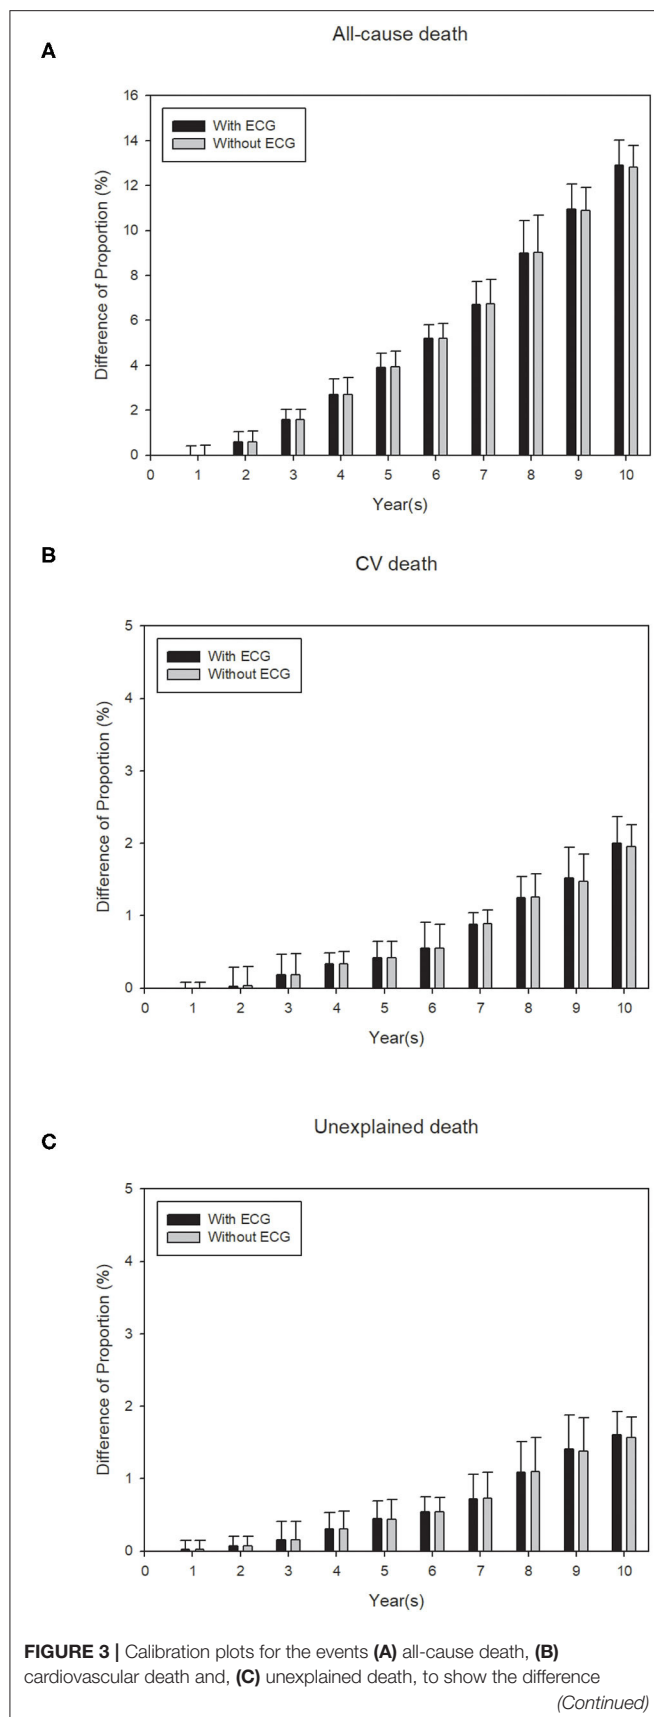 All-cause death
A
16
14
12
10
8
6
4
2
0
Difference of Proportion (%)
With ECG
Without ECG
0 1 2 3 4 5 6 7 8 9 10
Year(s)
B
CV death
5
4
3
2
1
0
Difference of Proportion (%)
With ECG
Without ECG
0 1 2 3 4 5 6 7 8 9 10
Year(s)
Unexplained death
C
5
4
3
2
1
0
Difference of Proportion (%)
With ECG
Without ECG
0 1 2 3 4 5 6 7 8 9 10
Year(s)
FIGURE 3 | Calibration plots for the events (A) all-cause death, (B)
cardiovascular death and, (C) unexplained death, to show the difference
(Continued)